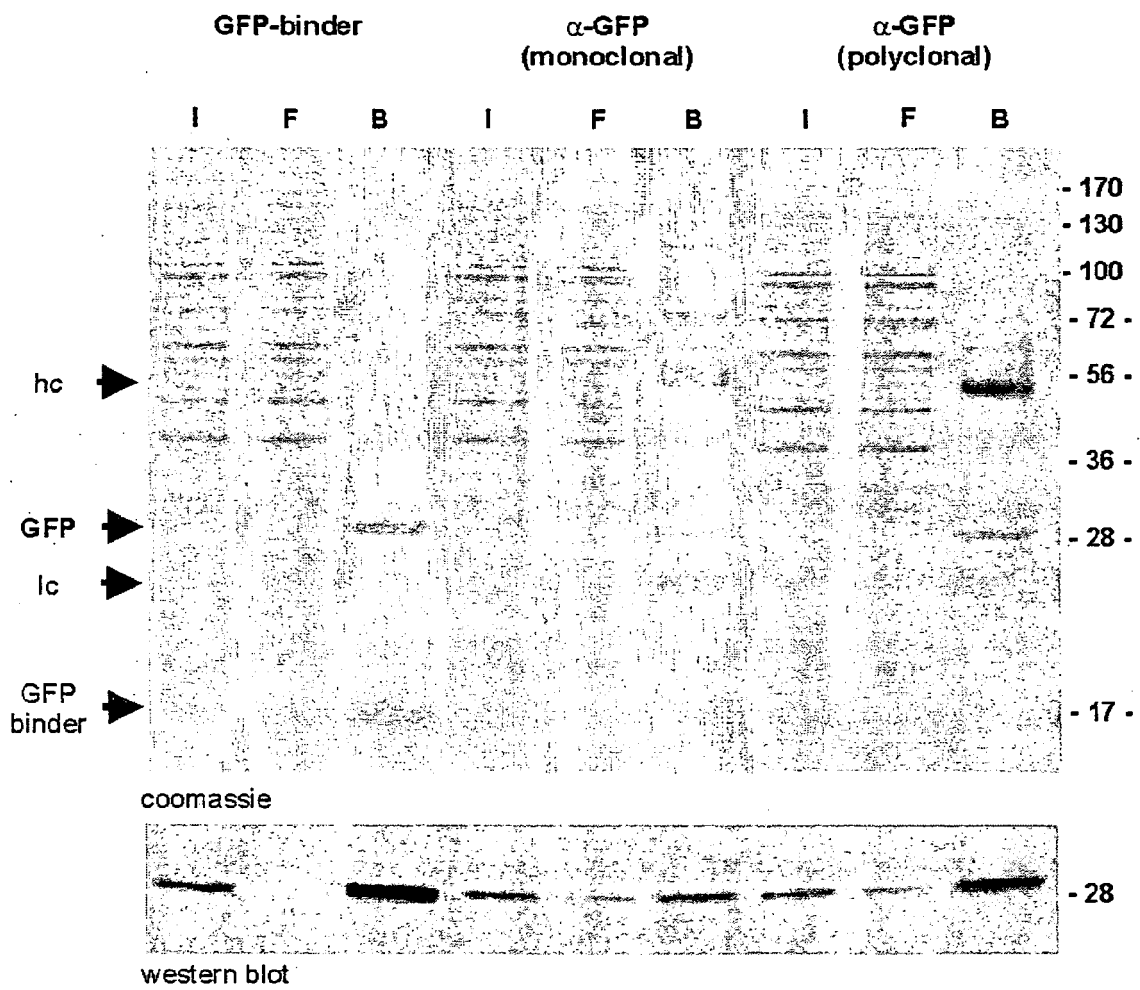 GFP-binder α-GFP α-GFP
(monoclonal) (polyclonal)
I F B I F B I F B
- 170
- 130
- 100
- 72 -
hc - 56 -
- 36 -
GFP - 28 -
lc
GFP
binder - 17 -
coomassie
- 28
western blot